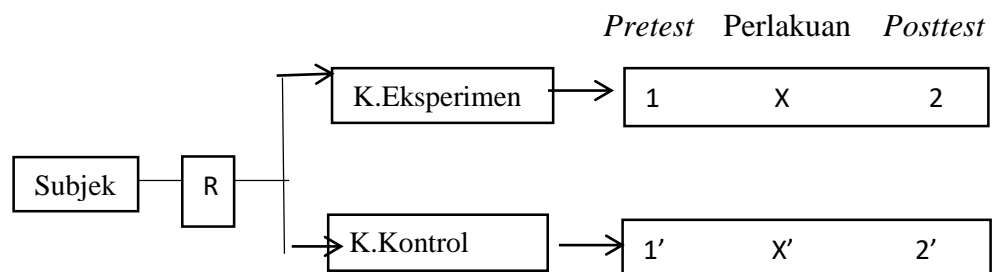 Pretest Perlakuan Posttest
K.Eksperimen 1 X 2
Subjek R
K.Kontrol 1’ X’ 2’